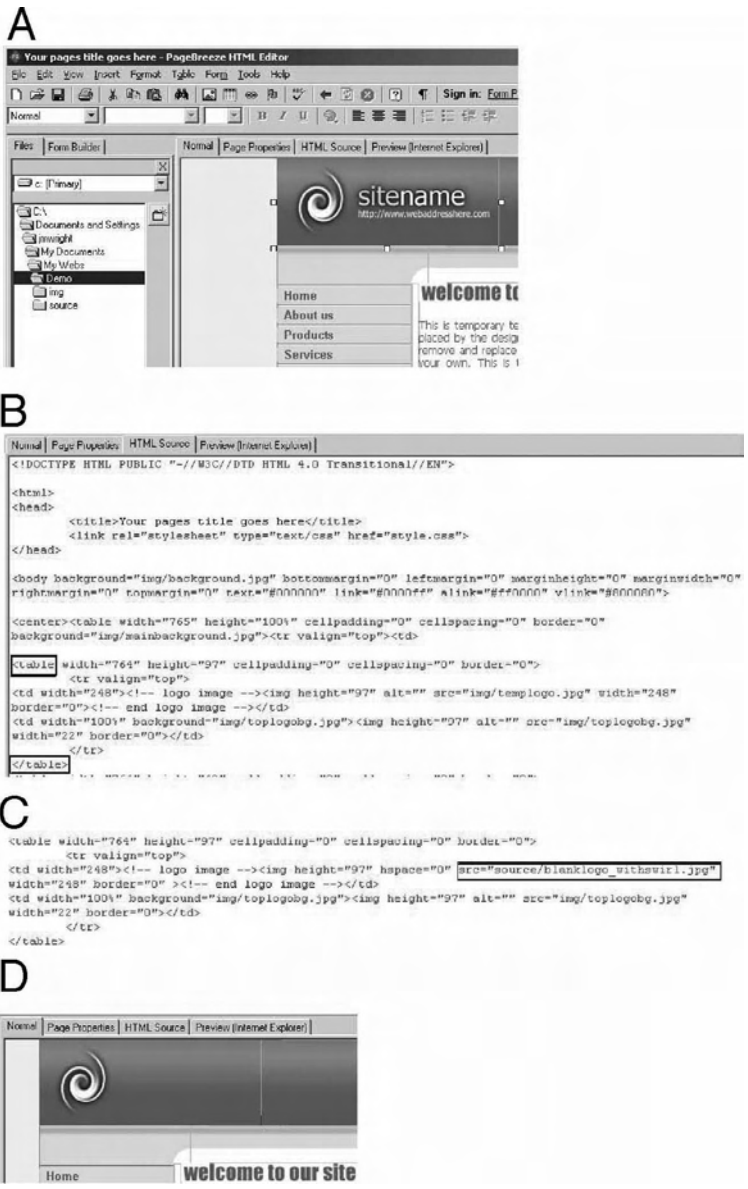 A
Your pages title goes here - PageBreeze HTML Editor
File Edit View Insert Format Table Form Tools Help
Sign in: Form P
Normal B I U
Files Form Builder Normal Page Properties HTML Source Preview (Internet Explorer)
c: [Primary]
C:\
Documents and Settings
jmwright
My Documents
My Webs
Demo
img
source
sitename
http://www.webaddresshere.com
welcome to
Home
About us
Products
Services
This is temporary te
placed by the desig
remove and replace
your own. This is t
B
Normal Page Properties HTML Source Preview (Internet Explorer)
<!DOCTYPE HTML PUBLIC "-//W3C//DTD HTML 4.0 Transitional//EN">
<html>
<head>
<title>Your pages title goes here</title>
<link rel="stylesheet" type="text/css" href="style.css">
</head>
<body background="img/background.jpg" bottommargin="0" leftmargin="0" marginheight="0" marginwidth="0"
rightmargin="0" topmargin="0" text="#000000" link="#0000ff" alink="#ff0000" vlink="#800080">
<center><table width="765" height="100%" cellpadding="0" cellspacing="0" border="0"
background="img/mainbackground.jpg"><tr valign="top"><td>
<table width="764" height="97" cellpadding="0" cellspacing="0" border="0">
<tr valign="top">
<td width="248"><!-- logo image --><img height="97" alt="" src="img/templogo.jpg" width="248"
border="0"><!-- end logo image --></td>
<td width="100%" background="img/toplogobg.jpg"><img height="97" alt="" src="img/toplogobg.jpg"
width="22" border="0"></td>
</tr>
</table>
C
<table width="764" height="97" cellpadding="0" cellspacing="0" border="0">
<tr valign="top">
<td width="248"><!-- logo image --><img height="97" hspace="0" src="source/blanklogo_withswirl.jpg"
width="248" border="0" ><!-- end logo image --></td>
<td width="100%" background="img/toplogobg.jpg"><img height="97" alt="" src="img/toplogobg.jpg"
width="22" border="0"></td>
</tr>
</table>
D
Normal Page Properties HTML Source Preview (Internet Explorer)
Home
welcome to our site